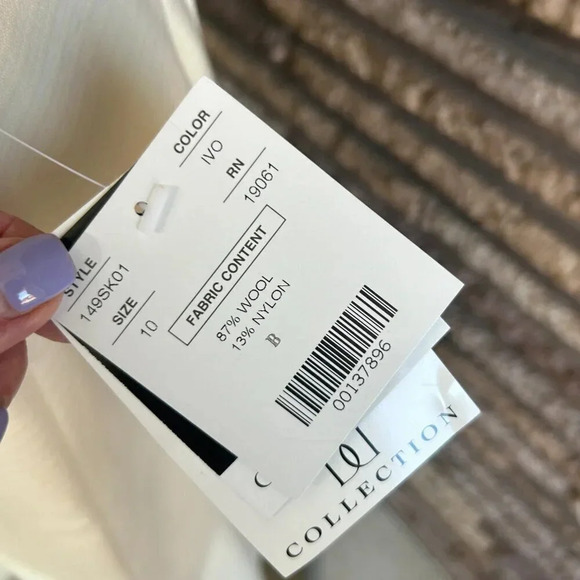 COLOR
IVO
RN
19061
STYLE
149SK01
SIZE
10
FABRIC CONTENT
87% WOOL
13% NYLON
B
00137896
COLLECTION